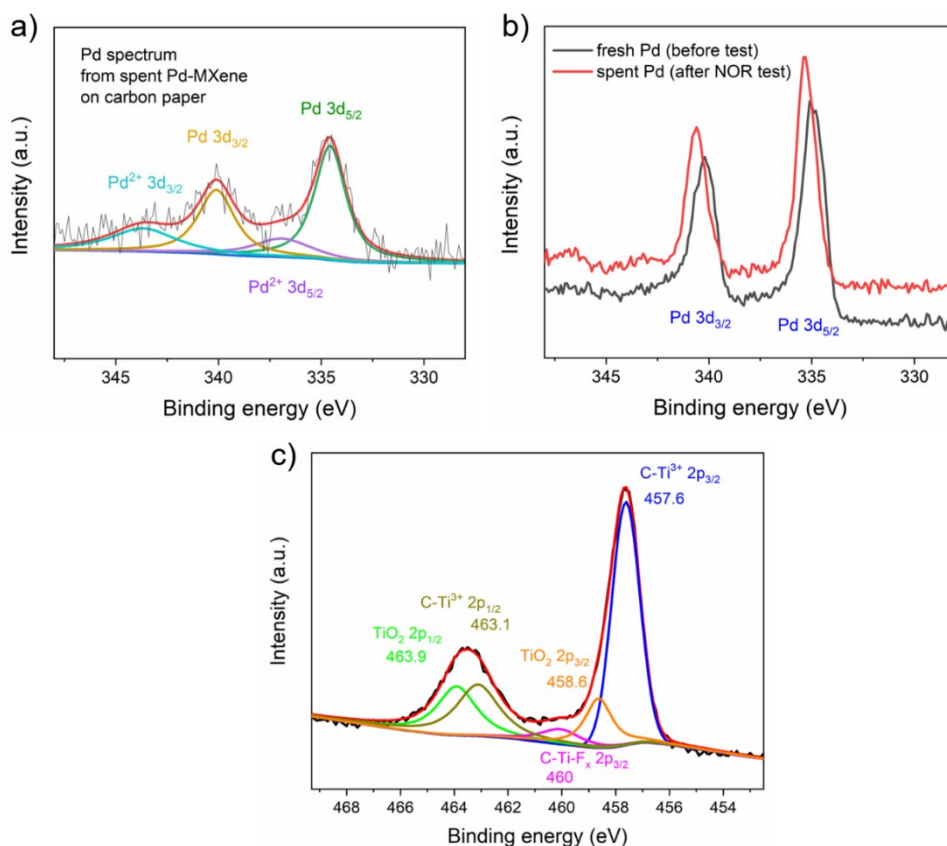 a)
Pd spectrum
from spent Pd-MXene
on carbon paper
Pd 3d5/2
Pd 3d3/2
Pd2+ 3d3/2
Pd2+ 3d5/2
Intensity (a.u.)
345 340 335 330
Binding energy (eV)
b)
fresh Pd (before test)
spent Pd (after NOR test)
Pd 3d3/2
Pd 3d5/2
Intensity (a.u.)
345 340 335 330
Binding energy (eV)
c)
C-Ti3+ 2p3/2
457.6
C-Ti3+ 2p1/2
463.1
TiO2 2p1/2
463.9
TiO2 2p3/2
458.6
C-Ti-Fx 2p3/2
460
Intensity (a.u.)
468 466 464 462 460 458 456 454
Binding energy (eV)